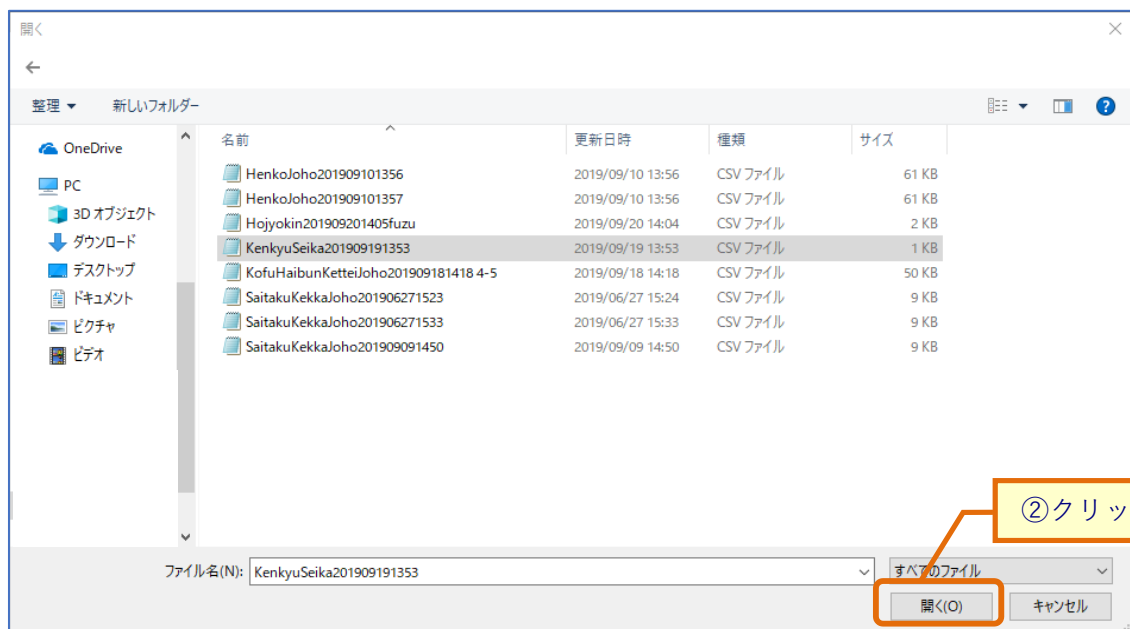 開く
整理 新しいフォルダー
名前 更新日時 種類 サイズ
OneDrive
PC
3D オブジェクト
ダウンロード
デスクトップ
ドキュメント
ピクチャ
ビデオ
HenkoJoho201909101356 2019/09/10 13:56 CSV ファイル 61 KB
HenkoJoho201909101357 2019/09/10 13:56 CSV ファイル 61 KB
Hojyokin201909201405fuzu 2019/09/20 14:04 CSV ファイル 2 KB
KenkyuSeika201909191353 2019/09/19 13:53 CSV ファイル 1 KB
KofuHaibunKetteiJoho201909181418 4-5 2019/09/18 14:18 CSV ファイル 50 KB
SaitakuKekkaJoho201906271523 2019/06/27 15:24 CSV ファイル 9 KB
SaitakuKekkaJoho201906271533 2019/06/27 15:33 CSV ファイル 9 KB
SaitakuKekkaJoho201909091450 2019/09/09 14:50 CSV ファイル 9 KB
②クリッ
ファイル名(N): KenkyuSeika201909191353 すべてのファイル
開く(O) キャンセル